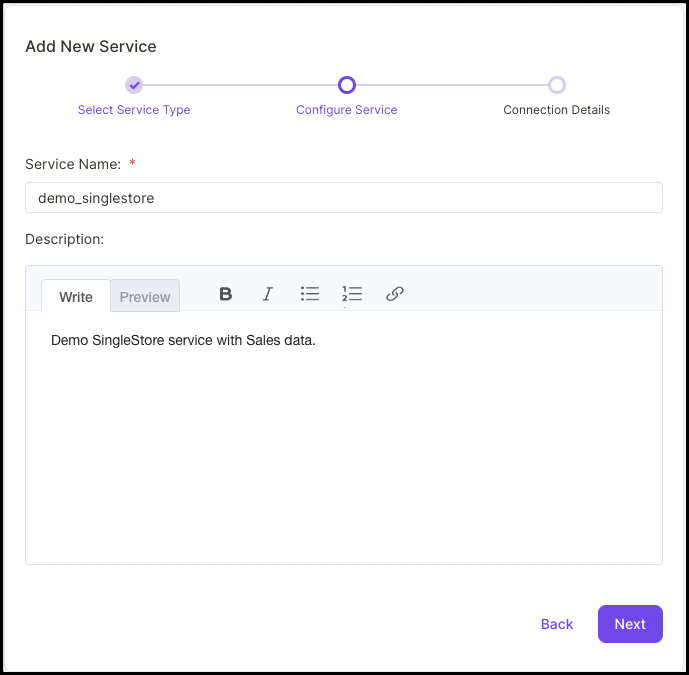 Add New Service
Select Service Type Configure Service Connection Details
Service Name: *
demo_singlestore
Description:
Write Preview B I
Demo SingleStore service with Sales data.
Back Next